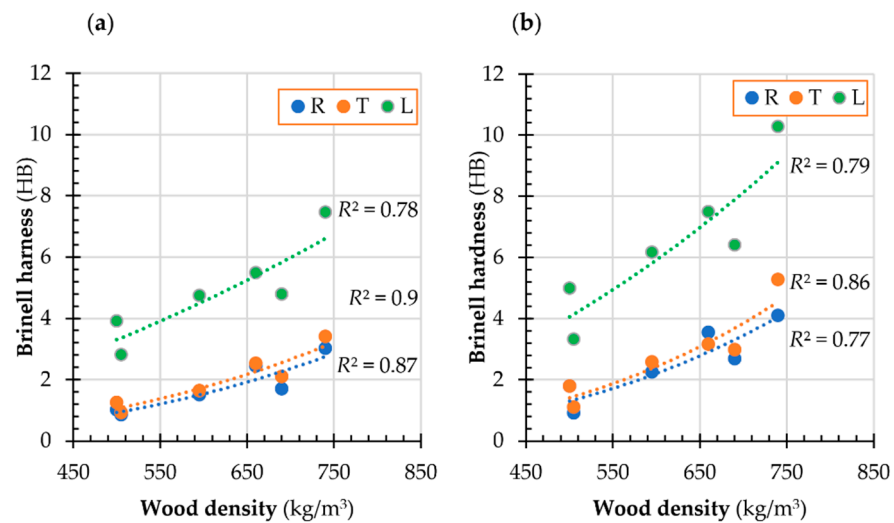 (a)
Brinell harness (HB)
12
10
8
6
4
2
0
R T L
R² = 0.78
R² = 0.9
R² = 0.87
450 550 650 750 850
Wood density (kg/m³)
(b)
Brinell hardness (HB)
12
10
8
6
4
2
0
R T L
R² = 0.79
R² = 0.86
R² = 0.77
450 550 650 750 850
Wood density (kg/m³)